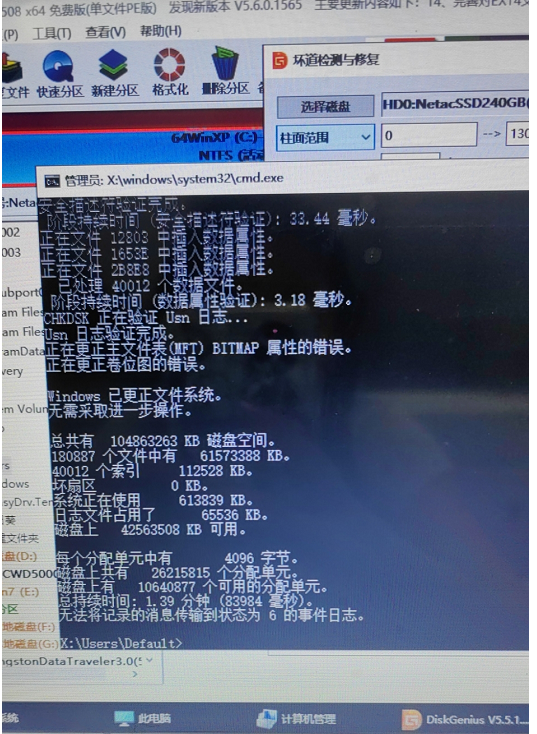 508 x64 免费版(单文件PE版) 发现新版本 V5.6.0.1565 主要更新内容如下：14、完善对EXT4文
(P) 工具(T) 查看(V) 帮助(H)
文件 快速分区 新建分区 格式化 删除分区
坏道检测与修复
选择磁盘 HD0:NetacSSD240GB(
柱面范围 0 --> 130
64WinXP (C:)
NTFS (活动
管理员: X:\windows\system32\cmd.exe
:Neta
安全描述符验证完成。
阶段持续时间 (安全描述符验证): 33.44 毫秒。
002
正在文件 12803 中插入数据属性。
正在文件 1653E 中插入数据属性。
003
正在文件 2B8E8 中插入数据属性。
已处理 40012 个数据文件。
阶段持续时间 (数据属性验证): 3.18 毫秒。
CHKDSK 正在验证 Usn 日志...
am Files
Usn 日志验证完成。
am Files
正在更正主文件表(MFT) BITMAP 属性的错误。
ramData
正在更正卷位图的错误。
very
Windows 已更正文件系统。
无需采取进一步操作。
em Volun
总共有 104863263 KB 磁盘空间。
180887 个文件中有 61573388 KB。
rs
40012 个索引 112528 KB。
dows
坏扇区 0 KB。
syDrv.Ter
系统正在使用 613839 KB。
日志文件占用了 65536 KB。
葵
磁盘上 42563508 KB 可用。
文件夹
盘(D:)
每个分配单元中有 4096 字节。
CWD5000
磁盘上共有 26215815 个分配单元。
n7 (E:)
磁盘上有 10640877 个可用的分配单元。
分区
总持续时间: 1.39 分钟 (83984 毫秒)。
地磁盘(F:)
无法将记录的消息传输到状态为 6 的事件日志。
地磁盘(G:)
X:\Users\Default>
ngstonDataTraveler3.0(
系统 此电脑 计算机管理 DiskGenius V5.5.1...